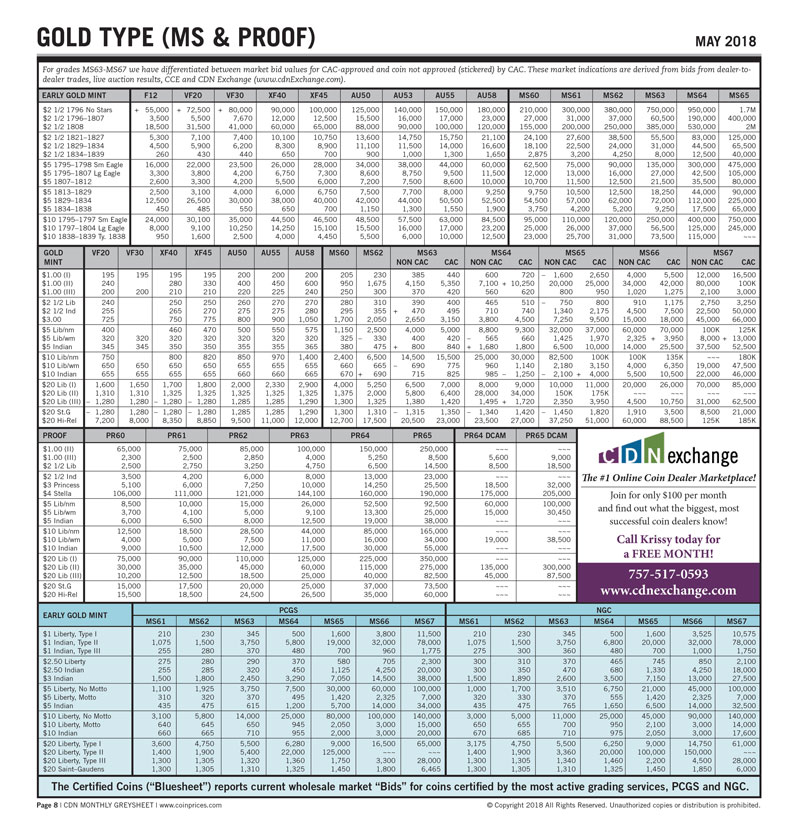 GOLD TYPE (MS & PROOF) MAY 2018
For grades MS63-MS67 we have differentiated between market bid values for CAC-approved and coin not approved (stickered) by CAC. These market indications are derived from bids from dealer-to-
dealer trades, live auction results, CCE and CDN Exchange (www.cdnExchange.com).
EARLY GOLD MINT F12 VF20 VF30 XF40 XF45 AU50 AU53 AU55 AU58 MS60 MS61 MS62 MS63 MS64 MS65
$2 1/2 1796 No Stars + 55,000 + 72,500 + 80,000 90,000 100,000 125,000 140,000 150,000 180,000 210,000 300,000 380,000 750,000 950,000 1.7M
$2 1/2 1796-1807 3,500 5,500 7,670 12,000 12,500 15,500 16,000 17,000 23,000 27,000 31,000 37,000 60,500 190,000 400,000
$2 1/2 1808 18,500 31,500 41,000 60,000 65,000 88,000 90,000 100,000 120,000 155,000 200,000 250,000 385,000 530,000 2M
$2 1/2 1821-1827 5,300 7,100 7,400 10,100 10,750 13,600 14,750 15,750 21,100 24,100 27,600 38,500 55,500 83,000 125,000
$2 1/2 1829-1834 4,500 5,900 6,200 8,300 8,900 11,100 11,500 14,000 16,600 18,100 22,500 24,000 31,000 44,500 65,500
$2 1/2 1834-1839 260 430 440 650 700 900 1,000 1,300 1,650 2,875 3,200 4,250 8,000 12,500 40,000
$5 1795-1798 Sm Eagle 16,000 22,000 23,500 26,000 28,000 34,000 38,000 44,000 60,000 62,500 75,000 90,000 135,000 300,000 475,000
$5 1795-1807 Lg Eagle 3,300 3,800 4,200 6,750 7,300 8,600 8,750 9,500 11,500 12,000 13,000 16,000 27,000 42,500 105,000
$5 1807-1812 2,600 3,300 4,200 5,500 6,000 7,200 7,500 8,600 10,000 10,700 11,500 12,500 21,500 35,500 80,000
$5 1813-1829 2,500 3,100 4,000 6,000 6,750 7,500 7,700 8,000 9,250 9,750 10,500 12,500 18,250 44,000 90,000
$5 1829-1834 12,500 26,500 30,000 38,000 40,000 42,000 44,000 50,500 52,500 54,500 57,000 62,000 72,000 112,000 225,000
$5 1834-1838 450 485 550 650 700 1,150 1,300 1,550 1,900 3,750 4,200 5,200 9,250 17,500 65,000
$10 1795-1797 Sm Eagle 24,000 30,100 35,000 44,500 46,500 48,500 57,500 63,000 84,500 95,000 110,000 120,000 250,000 400,000 750,000
$10 1797-1804 Lg Eagle 8,000 9,100 10,250 14,250 15,100 15,500 16,000 17,000 23,200 25,000 26,000 37,000 56,500 125,000 245,000
$10 1838-1839 Ty. 1838 950 1,600 2,500 4,000 4,450 5,500 6,000 10,000 12,500 23,000 25,700 31,000 73,500 115,000 –––
GOLD VF20 VF30 XF40 XF45 AU50 AU55 AU58 MS60 MS62 MS63 MS64 MS65 MS66 MS67
MINT NON CAC CAC NON CAC CAC NON CAC CAC NON CAC CAC NON CAC CAC
$1.00 (I) 195 195 195 195 200 200 200 205 230 385 440 600 720 – 1,600 2,650 4,000 5,500 12,000 16,500
$1.00 (II) 240 280 330 400 450 600 950 1,675 4,150 5,350 7,100 + 10,250 20,000 25,000 34,000 42,000 80,000 100K
$1.00 (III) 200 200 210 210 220 225 240 250 300 370 420 560 620 800 950 1,020 1,275 2,100 3,000
$2 1/2 Lib 240 250 250 260 270 270 280 310 390 400 465 510 – 750 800 910 1,175 2,750 3,250
$2 1/2 Ind 255 265 270 275 275 280 295 355 + 470 495 710 740 1,340 2,175 4,500 7,500 22,500 50,000
$3.00 725 750 775 800 900 1,050 1,700 2,050 2,650 3,150 3,800 4,500 7,250 9,500 15,000 18,000 45,000 66,000
$5 Lib/nm 400 460 470 500 550 575 1,150 2,500 4,000 5,000 8,800 9,300 32,000 37,000 60,000 70,000 100K 125K
$5 Lib/wm 320 320 320 320 320 320 320 325 – 330 400 420 – 565 660 1,425 1,970 2,325 + 3,950 8,000 + 13,000
$5 Indian 345 345 350 350 355 355 365 380 475 + 800 840 + 1,680 1,800 6,500 10,000 14,000 25,500 37,500 52,500
$10 Lib/nm 750 800 820 850 970 1,400 2,400 6,500 14,500 15,500 25,000 30,000 82,500 100K 100K 135K ––– 180K
$10 Lib/wm 650 650 650 650 655 655 655 665 665 – 690 775 960 1,140 2,180 3,150 4,000 6,350 19,000 47,500
$10 Indian 655 655 655 660 660 665 665 670 + 690 715 825 985 – 1,250 – 2,100 + 4,000 5,500 10,500 22,000 46,000
$20 Lib (I) 1,600 1,650 1,700 1,800 2,000 2,330 2,900 4,000 5,250 6,500 7,000 8,000 9,000 10,000 11,000 20,000 26,000 70,000 85,000
$20 Lib (II) 1,310 1,310 1,325 1,325 1,325 1,325 1,325 1,375 2,000 5,800 6,400 28,000 34,000 150K 175K ––– ––– ––– –––
$20 Lib (III) – 1,280 – 1,280 – 1,280 – 1,280 1,285 1,285 1,290 1,300 1,325 1,380 1,420 1,495 + 1,720 2,350 3,950 4,500 10,750 31,000 62,500
$20 St.G – 1,280 – 1,280 – 1,280 – 1,280 1,285 1,285 1,290 1,300 1,310 – 1,315 1,350 – 1,340 1,420 – 1,450 1,820 1,910 3,500 8,500 21,000
$20 Hi-Rel 7,200 8,000 8,350 8,850 9,500 11,000 12,000 12,700 17,500 20,500 23,000 23,500 27,000 37,250 51,000 60,000 88,500 125K 185K
PROOF PR60 PR61 PR62 PR63 PR64 PR65 PR64 DCAM PR65 DCAM
$1.00 (II) 65,000 75,000 85,000 100,000 150,000 250,000 ––– –––
$1.00 (III) 2,300 2,500 2,850 4,000 5,250 8,500 5,600 9,000
$2 1/2 Lib 2,500 2,750 3,250 4,750 6,500 14,500 8,500 18,500
$2 1/2 Ind 3,500 4,200 6,000 8,000 13,000 23,000 ––– –––
$3 Princess 5,100 6,000 7,250 10,000 14,250 25,500 18,500 32,000
$4 Stella 106,000 111,000 121,000 144,100 160,000 190,000 175,000 205,000
$5 Lib/nm 8,500 10,000 15,000 26,000 52,500 92,500 60,000 100,000
$5 Lib/wm 3,700 4,100 5,000 9,100 13,000 25,000 15,000 30,450
$5 Indian 6,000 6,500 8,000 12,500 19,000 38,000 ––– –––
$10 Lib/nm 12,500 18,500 28,500 44,000 85,000 165,000 ––– –––
$10 Lib/wm 4,000 5,000 7,500 11,000 16,000 34,000 19,000 38,500
$10 Indian 9,000 10,500 12,000 17,500 30,000 55,000 ––– –––
$20 Lib (I) 75,000 90,000 110,000 125,000 225,000 350,000 ––– –––
$20 Lib (II) 30,000 35,000 45,000 60,000 115,000 275,000 135,000 300,000
$20 Lib (III) 10,200 12,500 18,500 25,000 40,000 82,500 45,000 87,500
$20 St.G 15,000 17,500 20,000 25,000 37,000 73,500 ––– –––
$20 Hi-Rel 15,500 18,500 24,500 26,500 35,000 60,000 ––– –––
CDN exchange
The #1 Online Coin Dealer Marketplace!
Join for only $100 per month
and find out what the biggest, most
successful coin dealers know!
Call Krissy today for
a FREE MONTH!
757-517-0593
www.cdnexchange.com
EARLY GOLD MINT PCGS NGC
MS61 MS62 MS63 MS64 MS65 MS66 MS67 MS61 MS62 MS63 MS64 MS65 MS66 MS67
$1 Liberty, Type I 210 230 345 500 1,600 3,800 11,500 210 230 345 500 1,600 3,525 10,575
$1 Indian, Type II 1,075 1,500 3,750 5,800 19,000 32,000 78,000 1,075 1,500 3,750 6,800 20,000 32,000 78,000
$1 Indian, Type III 255 280 370 480 700 960 1,775 275 300 360 480 700 1,000 1,750
$2.50 Liberty 275 280 290 370 580 705 2,300 300 310 370 465 745 850 2,100
$2.50 Indian 255 285 320 450 1,125 4,250 20,000 300 350 470 680 1,330 4,250 18,000
$3 Indian 1,500 1,800 2,450 3,290 7,050 14,500 38,000 1,500 1,890 2,600 3,500 7,150 13,000 27,500
$5 Liberty, No Motto 1,100 1,925 3,750 7,500 30,000 60,000 100,000 1,000 1,700 3,510 6,750 21,000 45,000 100,000
$5 Liberty, Motto 310 320 370 495 1,420 2,325 7,000 320 330 370 555 1,420 2,325 7,000
$5 Indian 435 475 615 1,200 5,700 14,000 34,000 435 475 765 1,650 6,500 14,000 32,500
$10 Liberty, No Motto 3,100 5,800 14,000 25,000 80,000 100,000 140,000 3,000 5,000 11,000 25,000 45,000 90,000 140,000
$10 Liberty, Motto 640 645 650 945 2,050 3,000 15,000 650 655 700 950 2,100 3,000 14,000
$10 Indian 660 665 710 955 2,000 3,000 20,000 670 685 710 975 2,050 3,000 17,600
$20 Liberty, Type I 3,600 4,750 5,500 6,280 9,000 16,500 65,000 3,175 4,750 5,500 6,250 9,000 14,750 61,000
$20 Liberty, Type II 1,400 1,900 5,400 22,000 125,000 ––– ––– 1,400 1,900 3,360 20,000 100,000 150,000 –––
$20 Liberty, Type III 1,300 1,305 1,320 1,360 1,750 3,300 28,000 1,300 1,305 1,340 1,460 2,200 4,500 28,000
$20 Saint–Gaudens 1,300 1,305 1,310 1,325 1,450 1,800 6,465 1,300 1,305 1,310 1,325 1,450 1,850 6,000
The Certified Coins (“Bluesheet”) reports current wholesale market “Bids” for coins certified by the most active grading services, PCGS and NGC.
Page 8 | CDN MONTHLY GREYSHEET | www.coinprices.com © Copyright 2018 All Rights Reserved. Unauthorized copies or distribution is prohibited.